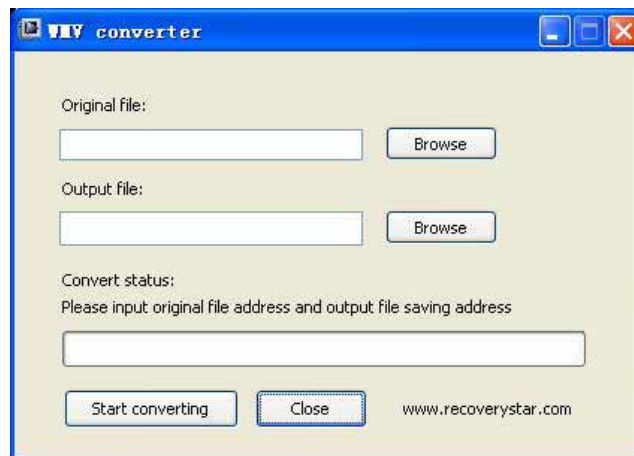 WMV converter
Original file:
Browse
Output file:
Browse
Convert status:
Please input original file address and output file saving address
Start converting Close www.recoverystar.com